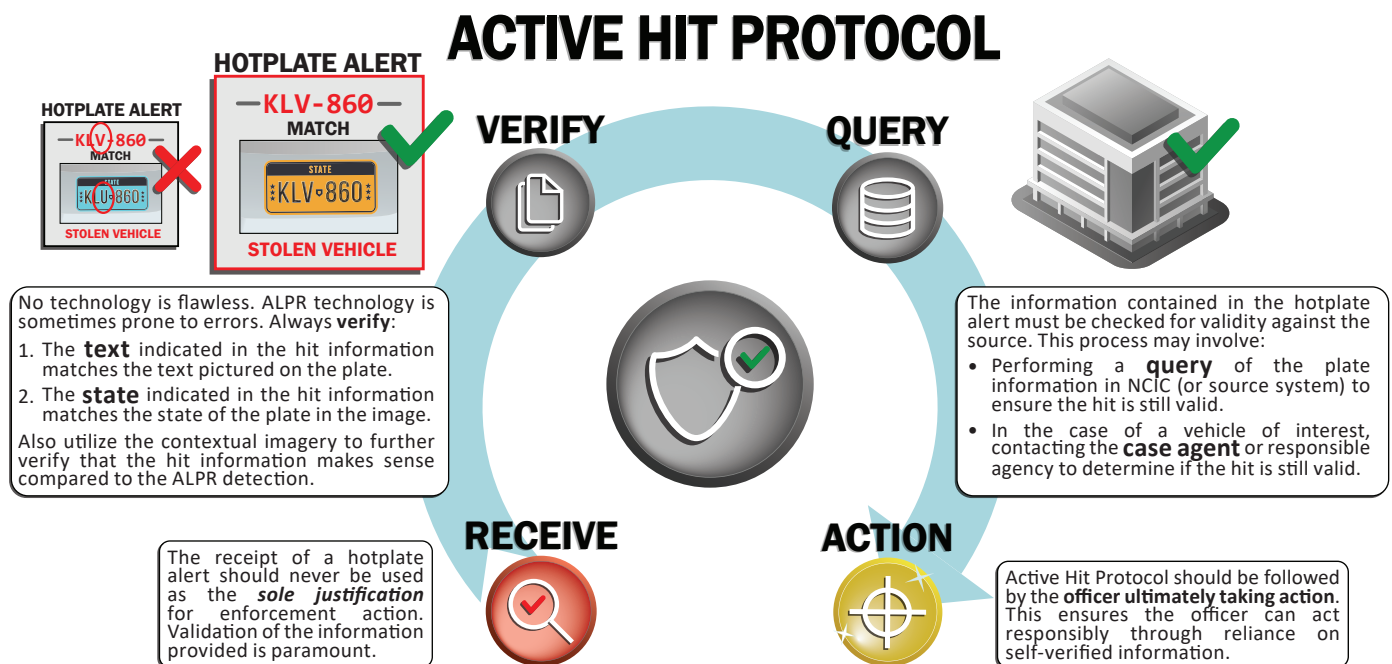 ACTIVE HIT PROTOCOL
HOTPLATE ALERT
KLV-860
MATCH
STATE
KLU 860
STOLEN VEHICLE
HOTPLATE ALERT
KLV-860
MATCH
STATE
KLV 860
STOLEN VEHICLE
VERIFY
QUERY
No technology is flawless. ALPR technology is
sometimes prone to errors. Always verify:
1. The text indicated in the hit information
matches the text pictured on the plate.
2. The state indicated in the hit information
matches the state of the plate in the image.
Also utilize the contextual imagery to further
verify that the hit information makes sense
compared to the ALPR detection.
The information contained in the hotplate
alert must be checked for validity against the
source. This process may involve:
• Performing a query of the plate
information in NCIC (or source system) to
ensure the hit is still valid.
• In the case of a vehicle of interest,
contacting the case agent or responsible
agency to determine if the hit is still valid.
RECEIVE
The receipt of a hotplate
alert should never be used
as the sole justification
for enforcement action.
Validation of the information
provided is paramount.
ACTION
Active Hit Protocol should be followed
by the officer ultimately taking action.
This ensures the officer can act
responsibly through reliance on
self-verified information.